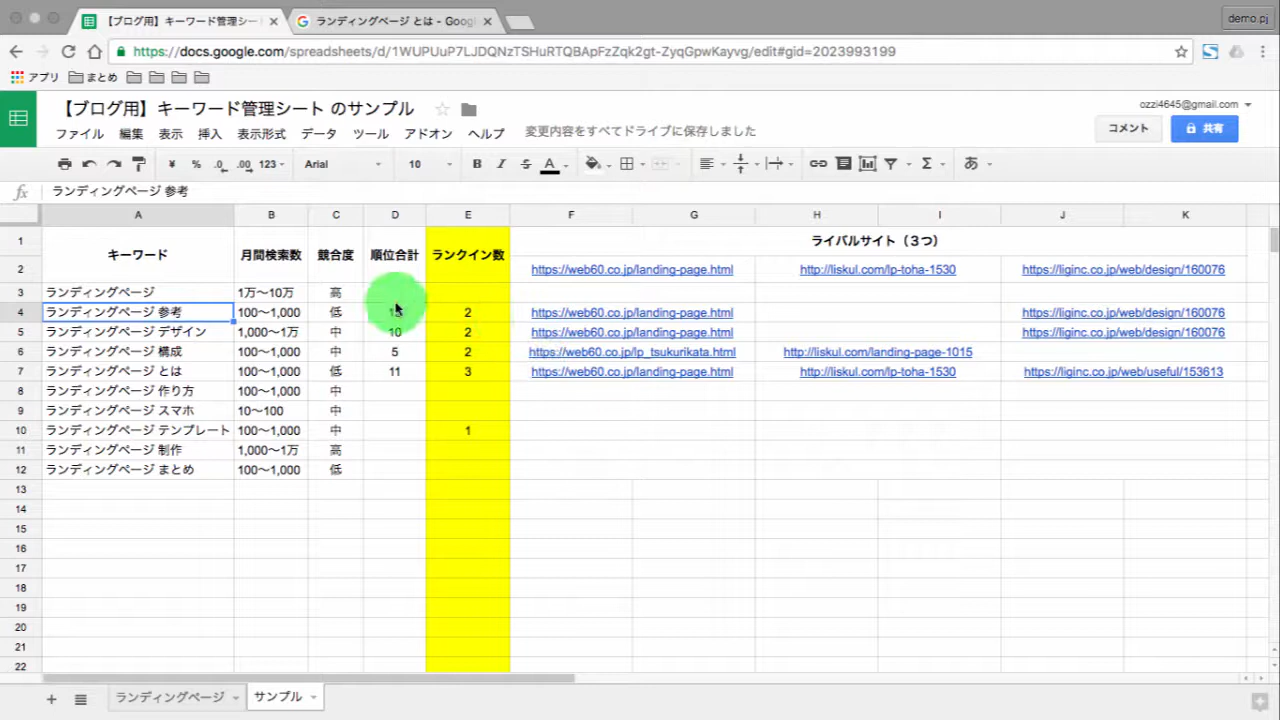 【ブログ用】キーワード管理シー
ランディングページ とは - Goog
demo.pj
https://docs.google.com/spreadsheets/d/1WUPUuP7LJDQNzTSHuRTQBApFzZqk2gt-ZyqGpwKayvg/edit#gid=2023993199
アプリ まとめ
【ブログ用】キーワード管理シート のサンプル
ozzi4645@gmail.com
ファイル 編集 表示 挿入 表示形式 データ ツール アドオン ヘルプ 変更内容をすべてドライブに保存しました
コメント 共有
¥ % .0 .00 123 Arial 10 B I S A Σ あ
fx ランディングページ 参考
A B C D E F G H I J K
1 キーワード 月間検索数 競合度 順位合計 ランクイン数 ライバルサイト（3つ）
2 https://web60.co.jp/landing-page.html http://liskul.com/lp-toha-1530 https://liginc.co.jp/web/design/160076
3 ランディングページ 1万〜10万 高
4 ランディングページ 参考 100〜1,000 低 2 https://web60.co.jp/landing-page.html https://liginc.co.jp/web/design/160076
5 ランディングページ デザイン 1,000〜1万 中 10 2 https://web60.co.jp/landing-page.html https://liginc.co.jp/web/design/160076
6 ランディングページ 構成 100〜1,000 中 5 2 https://web60.co.jp/lp_tsukurikata.html http://liskul.com/landing-page-1015
7 ランディングページ とは 100〜1,000 低 11 3 https://web60.co.jp/landing-page.html http://liskul.com/lp-toha-1530 https://liginc.co.jp/web/useful/153613
8 ランディングページ 作り方 100〜1,000 中
9 ランディングページ スマホ 10〜100 中
10 ランディングページ テンプレート 100〜1,000 中 1
11 ランディングページ 制作 1,000〜1万 高
12 ランディングページ まとめ 100〜1,000 低
13
14
15
16
17
18
19
20
21
22
ランディングページ サンプル